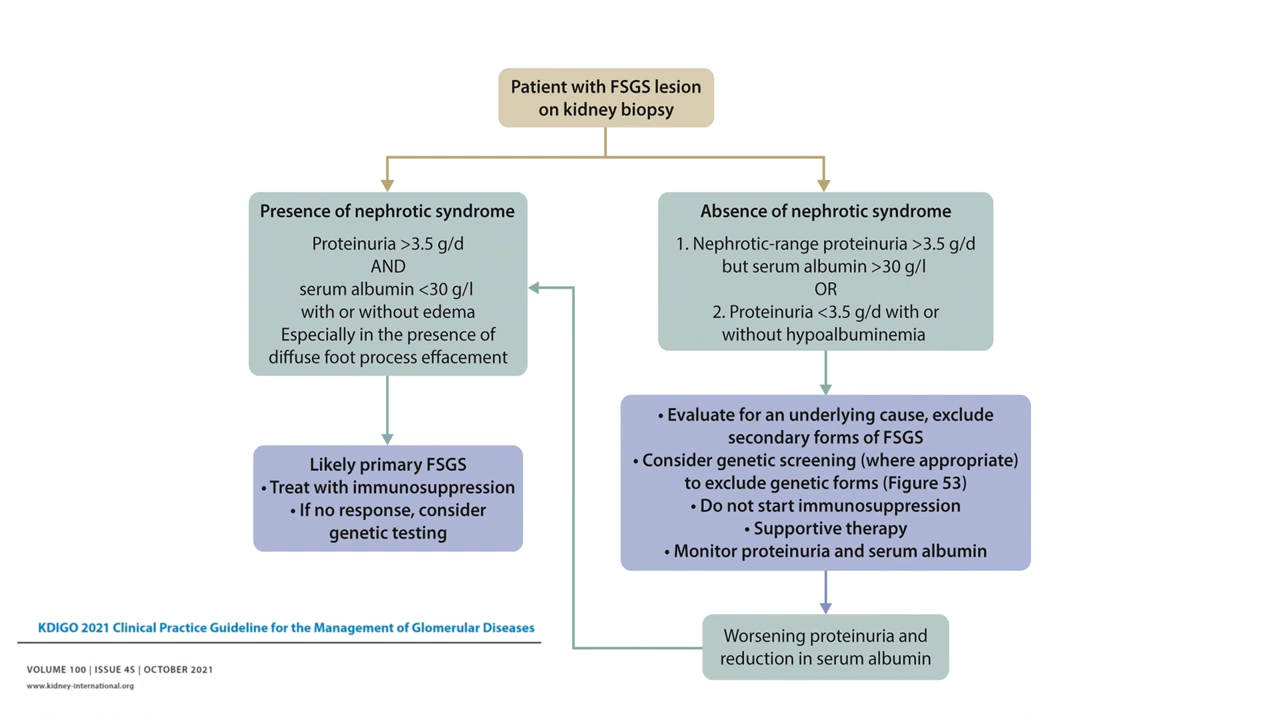 Patient with FSGS lesion
on kidney biopsy
Presence of nephrotic syndrome
Proteinuria >3.5 g/d
AND
serum albumin <30 g/l
with or without edema
Especially in the presence of
diffuse foot process effacement
Absence of nephrotic syndrome
1. Nephrotic-range proteinuria >3.5 g/d
but serum albumin >30 g/l
OR
2. Proteinuria <3.5 g/d with or
without hypoalbuminemia
Likely primary FSGS
• Treat with immunosuppression
• If no response, consider
genetic testing
• Evaluate for an underlying cause, exclude
secondary forms of FSGS
• Consider genetic screening (where appropriate)
to exclude genetic forms (Figure 53)
• Do not start immunosuppression
• Supportive therapy
• Monitor proteinuria and serum albumin
Worsening proteinuria and
reduction in serum albumin
KDIGO 2021 Clinical Practice Guideline for the Management of Glomerular Diseases
VOLUME 100 | ISSUE 4S | OCTOBER 2021
www.kidney-international.org